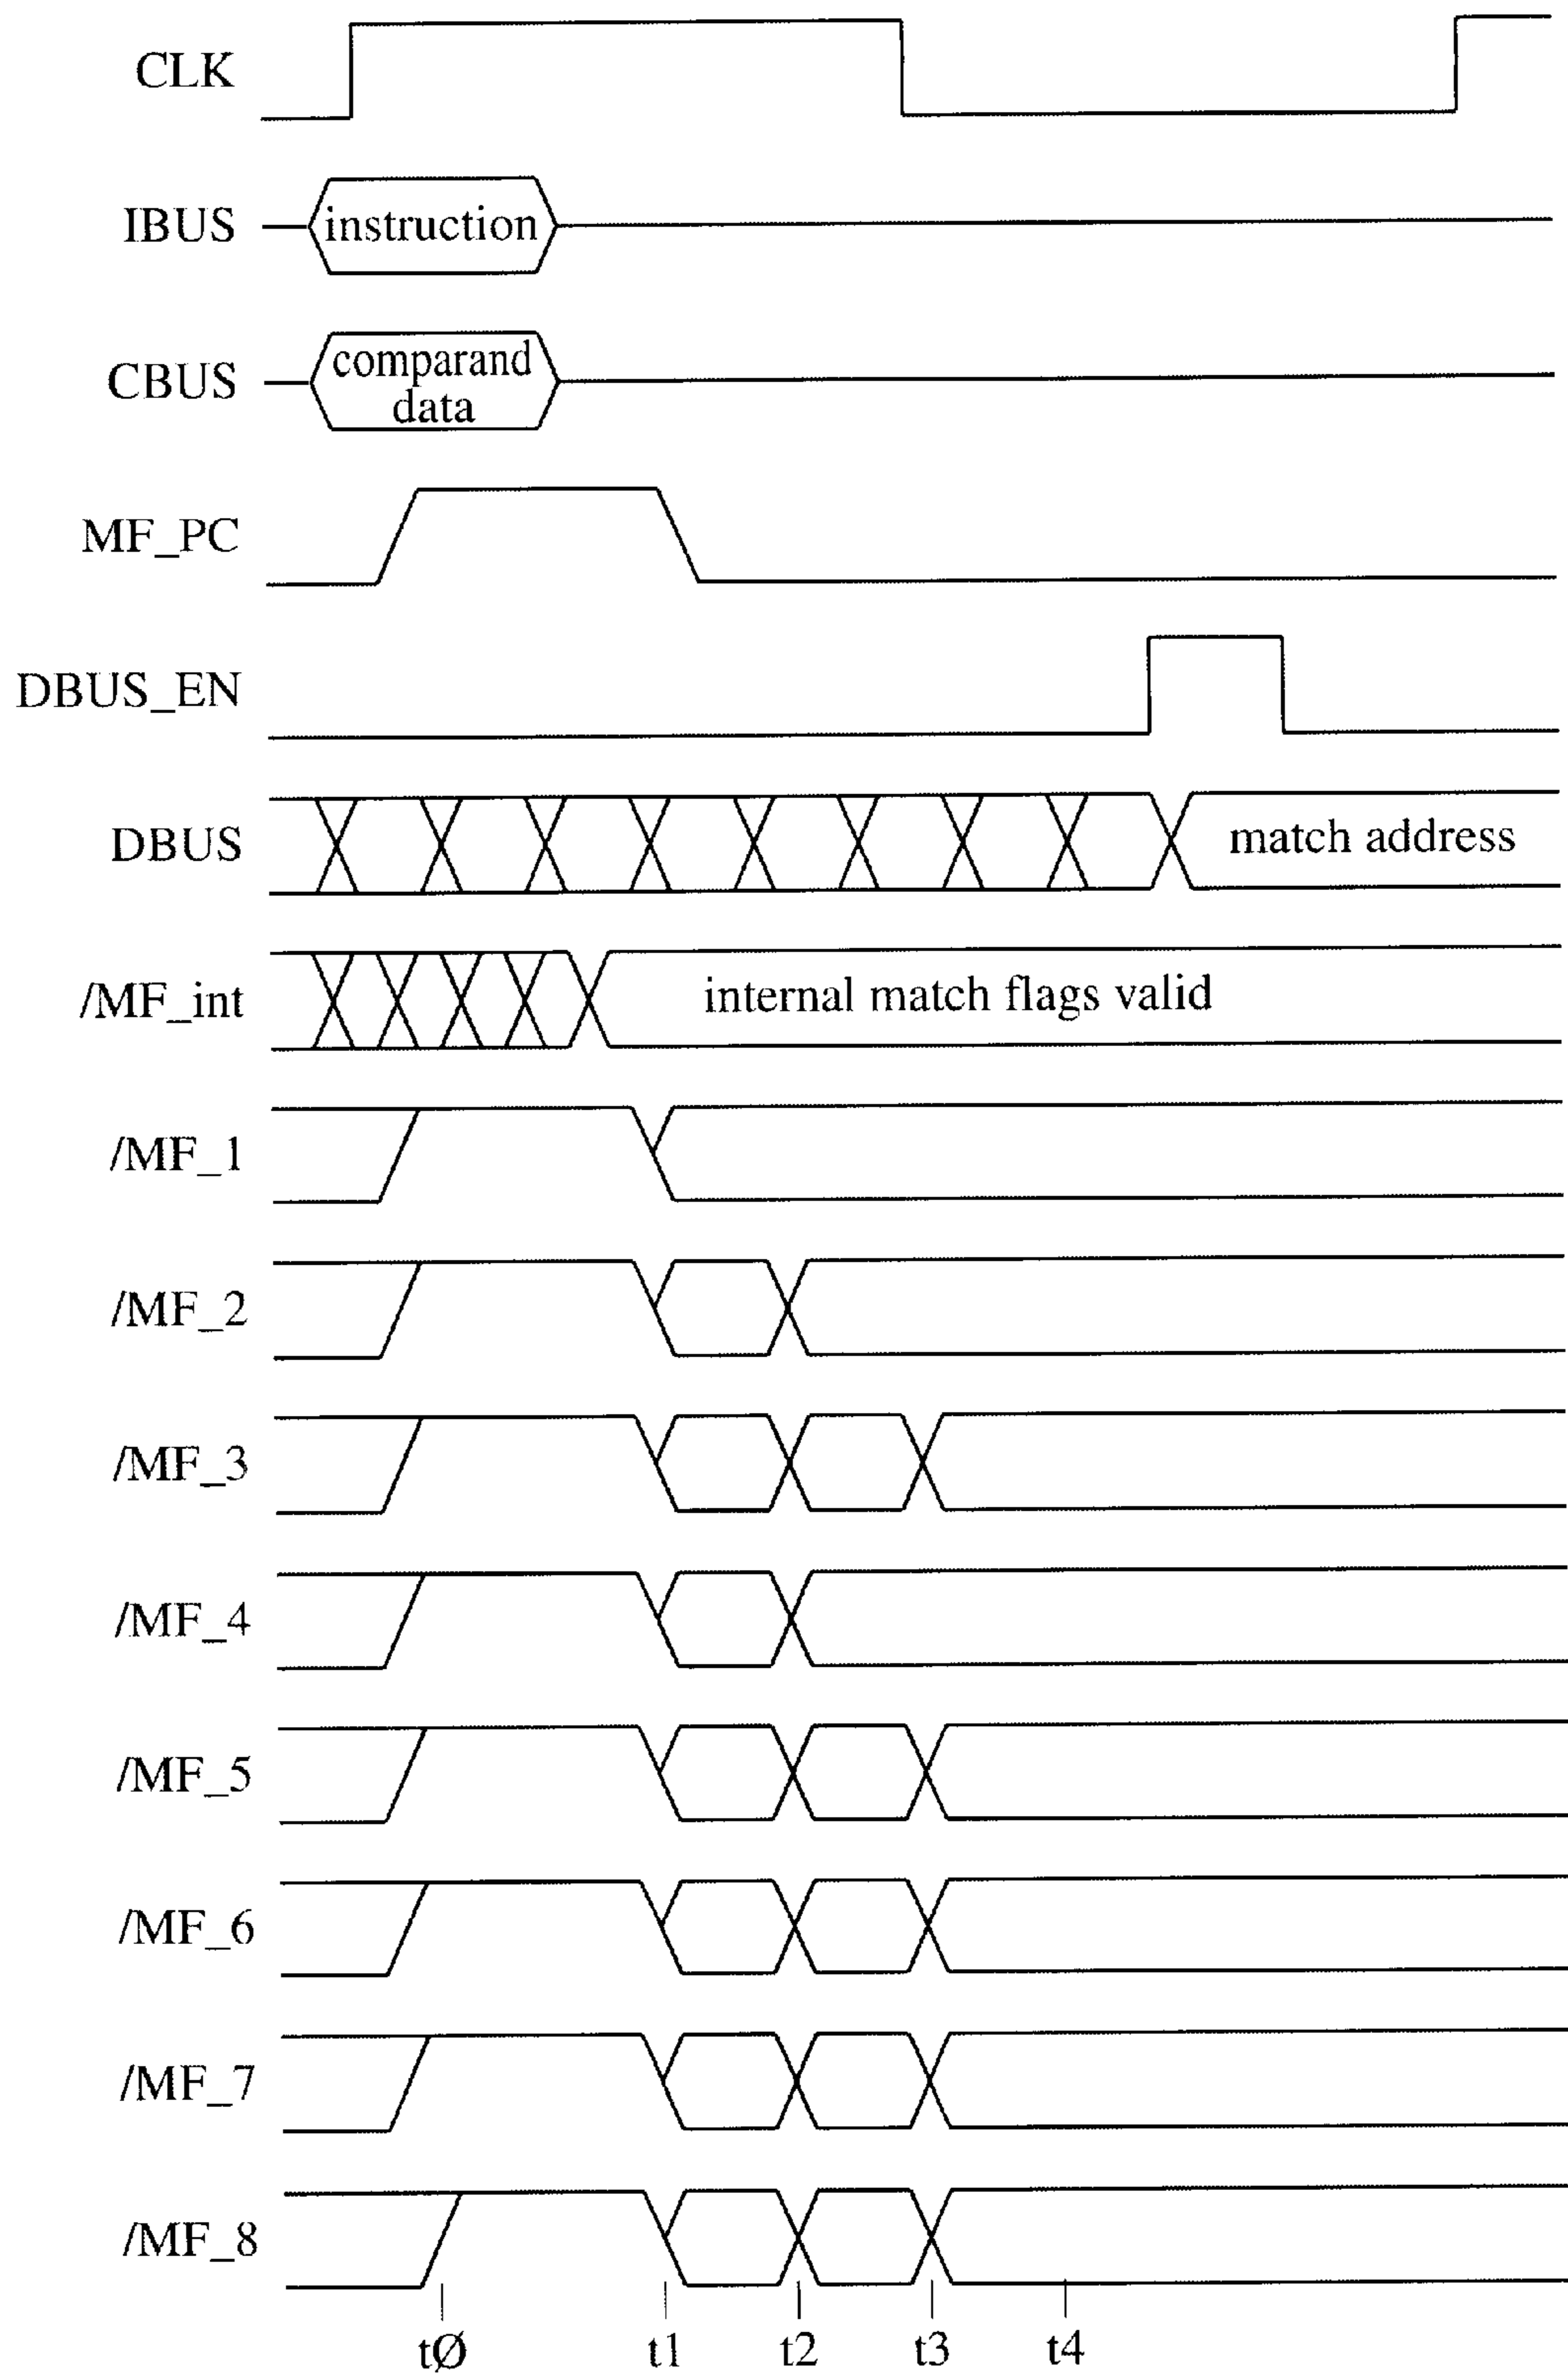 CLK
IBUS
instruction
CBUS
comparand
data
MF_PC
DBUS_EN
DBUS
match address
/MF_int
internal match flags valid
/MF_1
/MF_2
/MF_3
/MF_4
/MF_5
/MF_6
/MF_7
/MF_8
tØ t1 t2 t3 t4